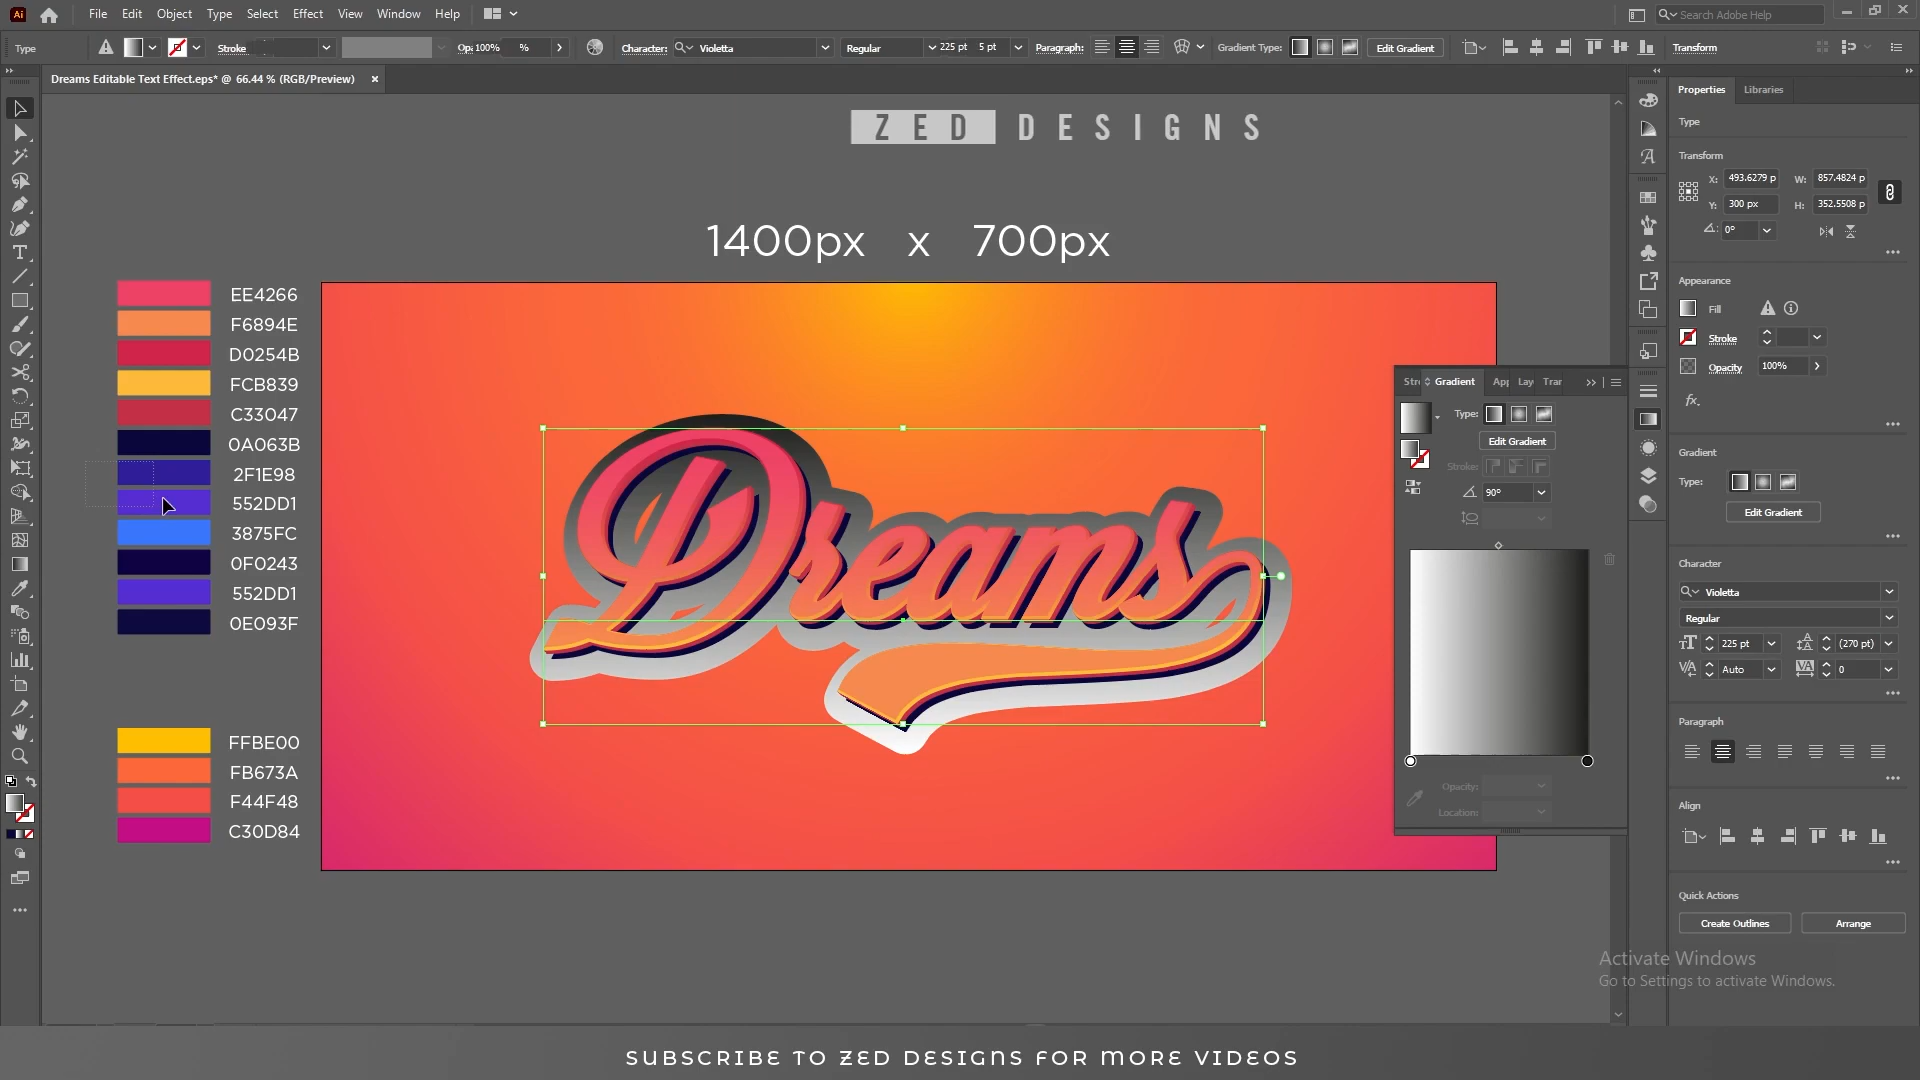 Ai File Edit Object Type Select Effect View Window Help Search Adobe Help
Type Stroke 100% % Character: Violetta Regular 225 pt 5 pt Paragraph: Gradient Type: Edit Gradient Transform
Dreams Editable Text Effect.eps* @ 66.44 % (RGB/Preview) ×
ZED DESIGNS
1400px x 700px
EE4266
F6894E
D0254B
FCB839
C33047
0A063B
2F1E98
552DD1
3875FC
0F0243
552DD1
0E093F
FFBE00
FB673A
F44F48
C30D84
Dreams
Gradient
Type:
Edit Gradient
Stroke:
90°
Opacity:
Location:
Properties Libraries
Type
Transform
X: 493.6279 p W: 857.4824 p
Y: 300 px H: 352.5508 p
0°
Appearance
Fill
Stroke
Opacity 100%
fx.
Gradient
Type:
Edit Gradient
Character
Violetta
Regular
225 pt (270 pt)
Auto 0
Paragraph
Align
Quick Actions
Create Outlines Arrange
Activate Windows
Go to Settings to activate Windows.
SUBSCRIBE TO ZED DESIGNS FOR MORE VIDEOS